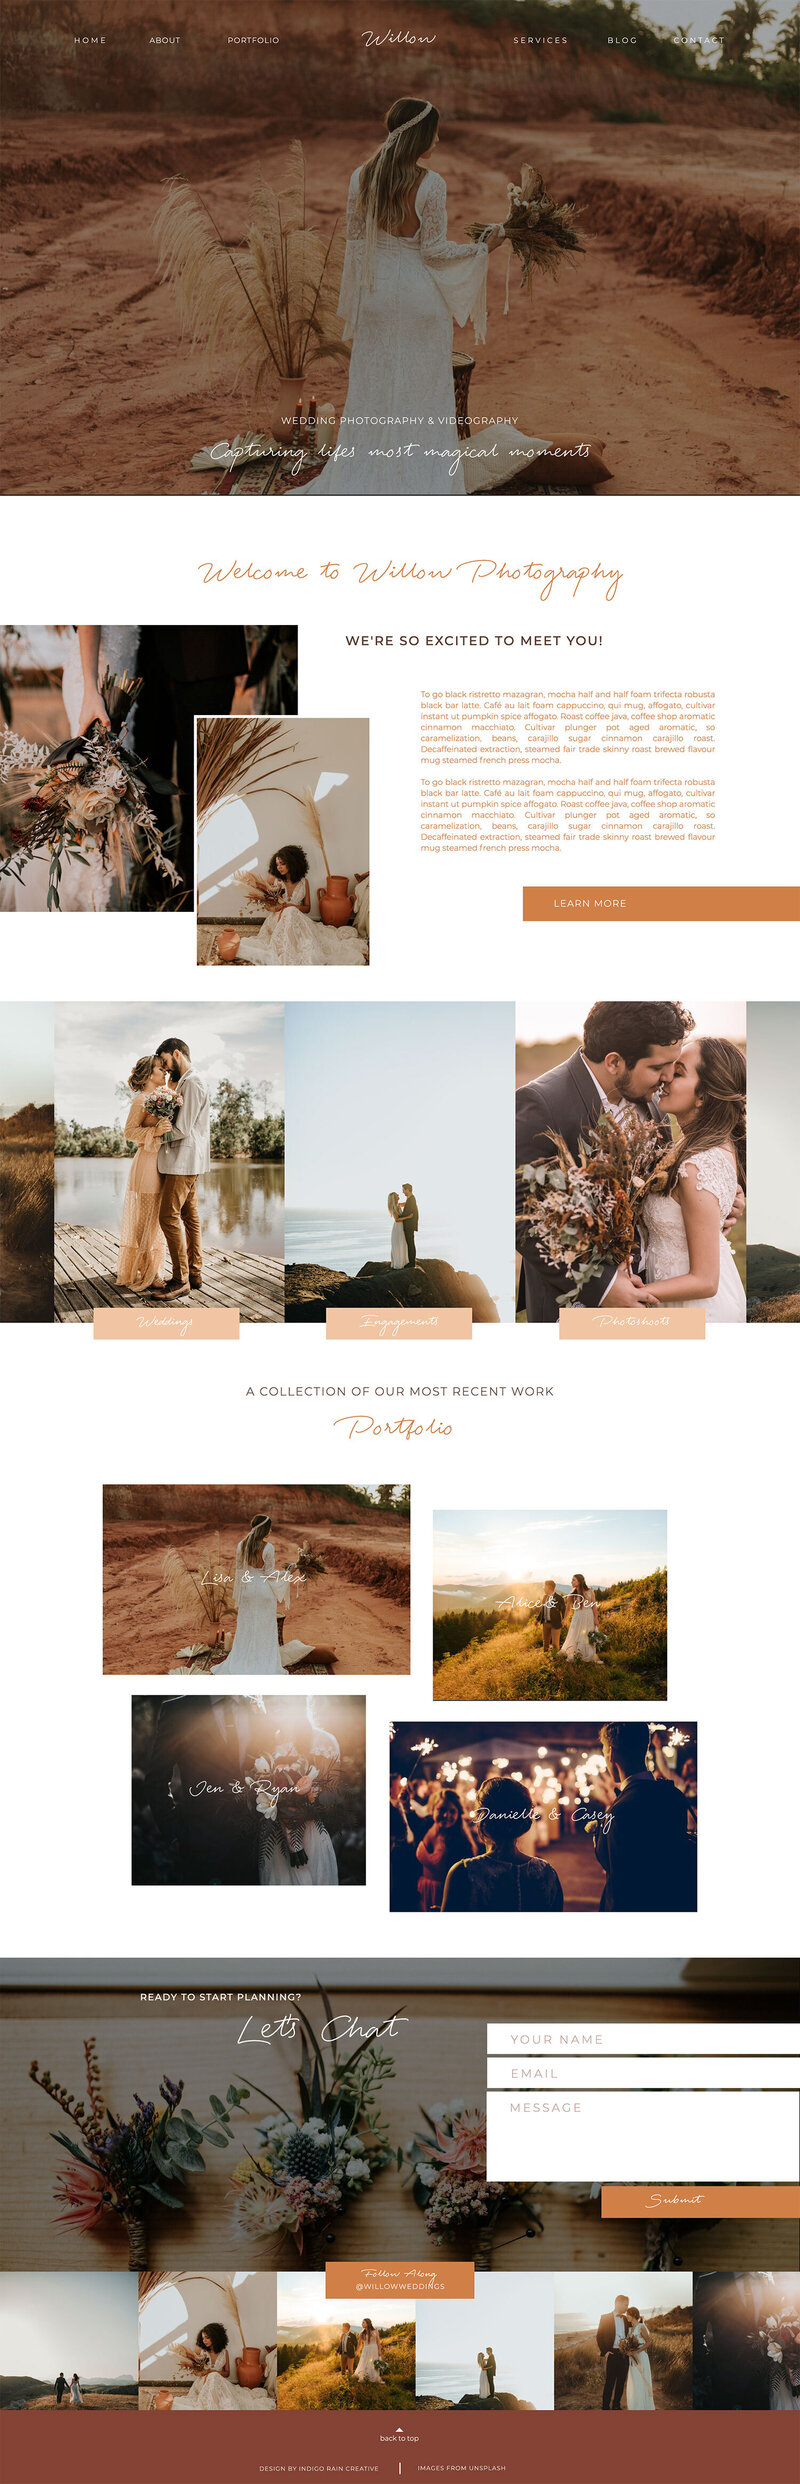 HOME ABOUT PORTFOLIO Willow SERVICES BLOG CONTACT
WEDDING PHOTOGRAPHY & VIDEOGRAPHY
Capturing lifes most magical moments
Welcome to Willow Photography
WE'RE SO EXCITED TO MEET YOU!
To go black ristretto mazagran, mocha half and half foam trifecta robusta
black bar latte. Café au lait foam cappuccino, qui mug, affogato, cultivar
instant ut pumpkin spice affogato. Roast coffee java, coffee shop aromatic
cinnamon macchiato. Cultivar plunger pot aged aromatic, so
caramelization, beans, carajillo sugar cinnamon carajillo roast.
Decaffeinated extraction, steamed fair trade skinny roast brewed flavour
mug steamed french press mocha.
To go black ristretto mazagran, mocha half and half foam trifecta robusta
black bar latte. Café au lait foam cappuccino, qui mug, affogato, cultivar
instant ut pumpkin spice affogato. Roast coffee java, coffee shop aromatic
cinnamon macchiato. Cultivar plunger pot aged aromatic, so
caramelization, beans, carajillo sugar cinnamon carajillo roast.
Decaffeinated extraction, steamed fair trade skinny roast brewed flavour
mug steamed french press mocha.
LEARN MORE
Weddings Engagements Photoshoots
A COLLECTION OF OUR MOST RECENT WORK
Portfolio
Lisa & Alex
Alice & Ben
Jen & Ryan
Danielle & Casey
READY TO START PLANNING?
Let's Chat
YOUR NAME
EMAIL
MESSAGE
Submit
Follow Along
@WILLOWWEDDINGS
back to top
DESIGN BY INDIGO RAIN CREATIVE | IMAGES FROM UNSPLASH